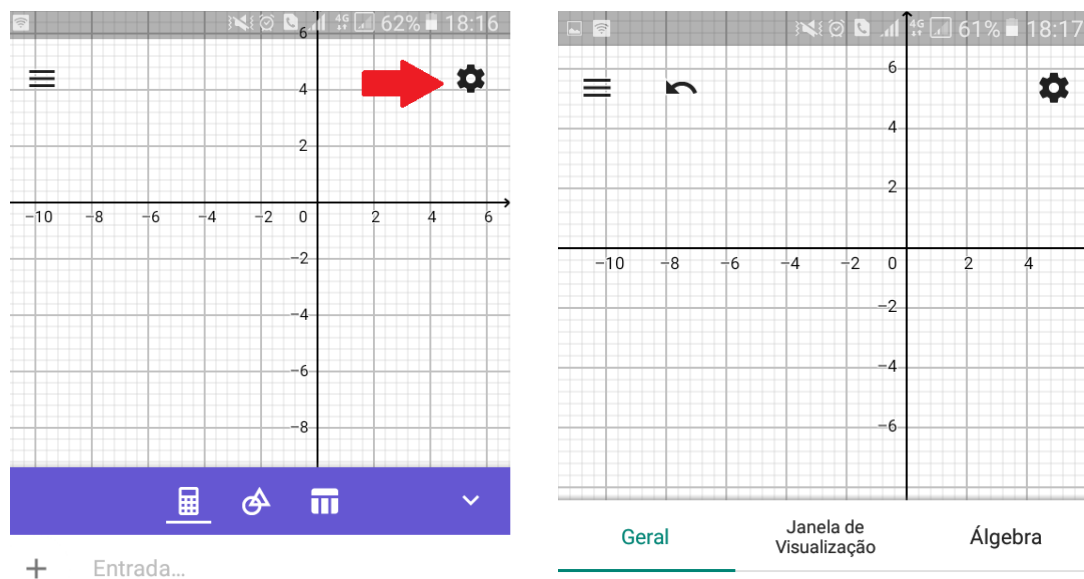 4G 62% 18:16
6
4
2
−10 −8 −6 −4 −2 0 2 4 6
−2
−4
−6
−8
Entrada...
4G 61% 18:17
6
4
2
−10 −8 −6 −4 −2 0 2 4
−2
−4
−6
Geral
Janela de
Visualização
Álgebra